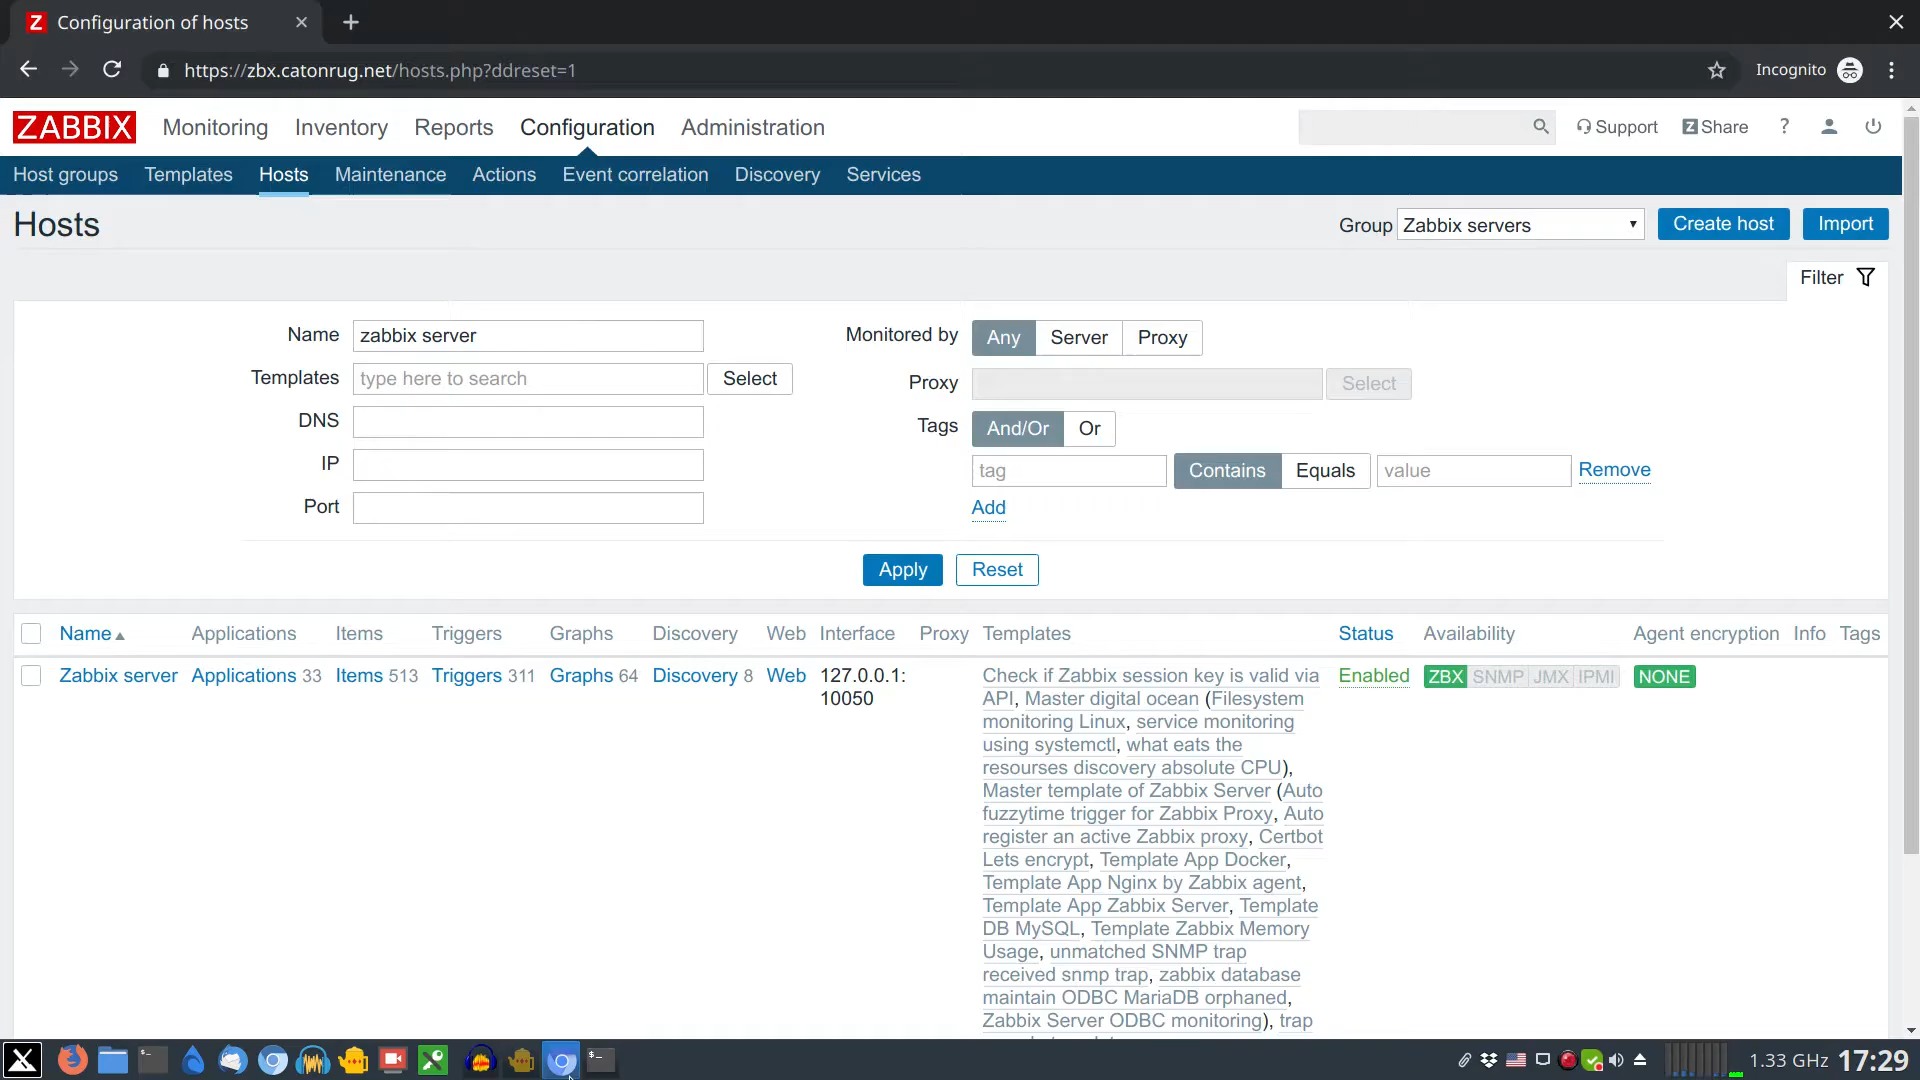 Z Configuration of hosts
https://zbx.catonrug.net/hosts.php?ddreset=1
Incognito
ZABBIX Monitoring Inventory Reports Configuration Administration
Support Z Share ?
Host groups Templates Hosts Maintenance Actions Event correlation Discovery Services
Hosts
Group Zabbix servers Create host Import
Filter
Name zabbix server
Templates type here to search Select
DNS
IP
Port
Monitored by Any Server Proxy
Proxy Select
Tags And/Or Or
tag Contains Equals value Remove
Add
Apply Reset
Name Applications Items Triggers Graphs Discovery Web Interface Proxy Templates Status Availability Agent encryption Info Tags
Zabbix server Applications 33 Items 513 Triggers 311 Graphs 64 Discovery 8 Web 127.0.0.1: Check if Zabbix session key is valid via Enabled ZBX SNMP JMX IPMI NONE
10050 API, Master digital ocean (Filesystem
monitoring Linux, service monitoring
using systemctl, what eats the
resourses discovery absolute CPU),
Master template of Zabbix Server (Auto
fuzzytime trigger for Zabbix Proxy, Auto
register an active Zabbix proxy, Certbot
Lets encrypt, Template App Docker,
Template App Nginx by Zabbix agent,
Template App Zabbix Server, Template
DB MySQL, Template Zabbix Memory
Usage, unmatched SNMP trap
received snmp trap, zabbix database
maintain ODBC MariaDB orphaned,
Zabbix Server ODBC monitoring), trap
1.33 GHz 17:29